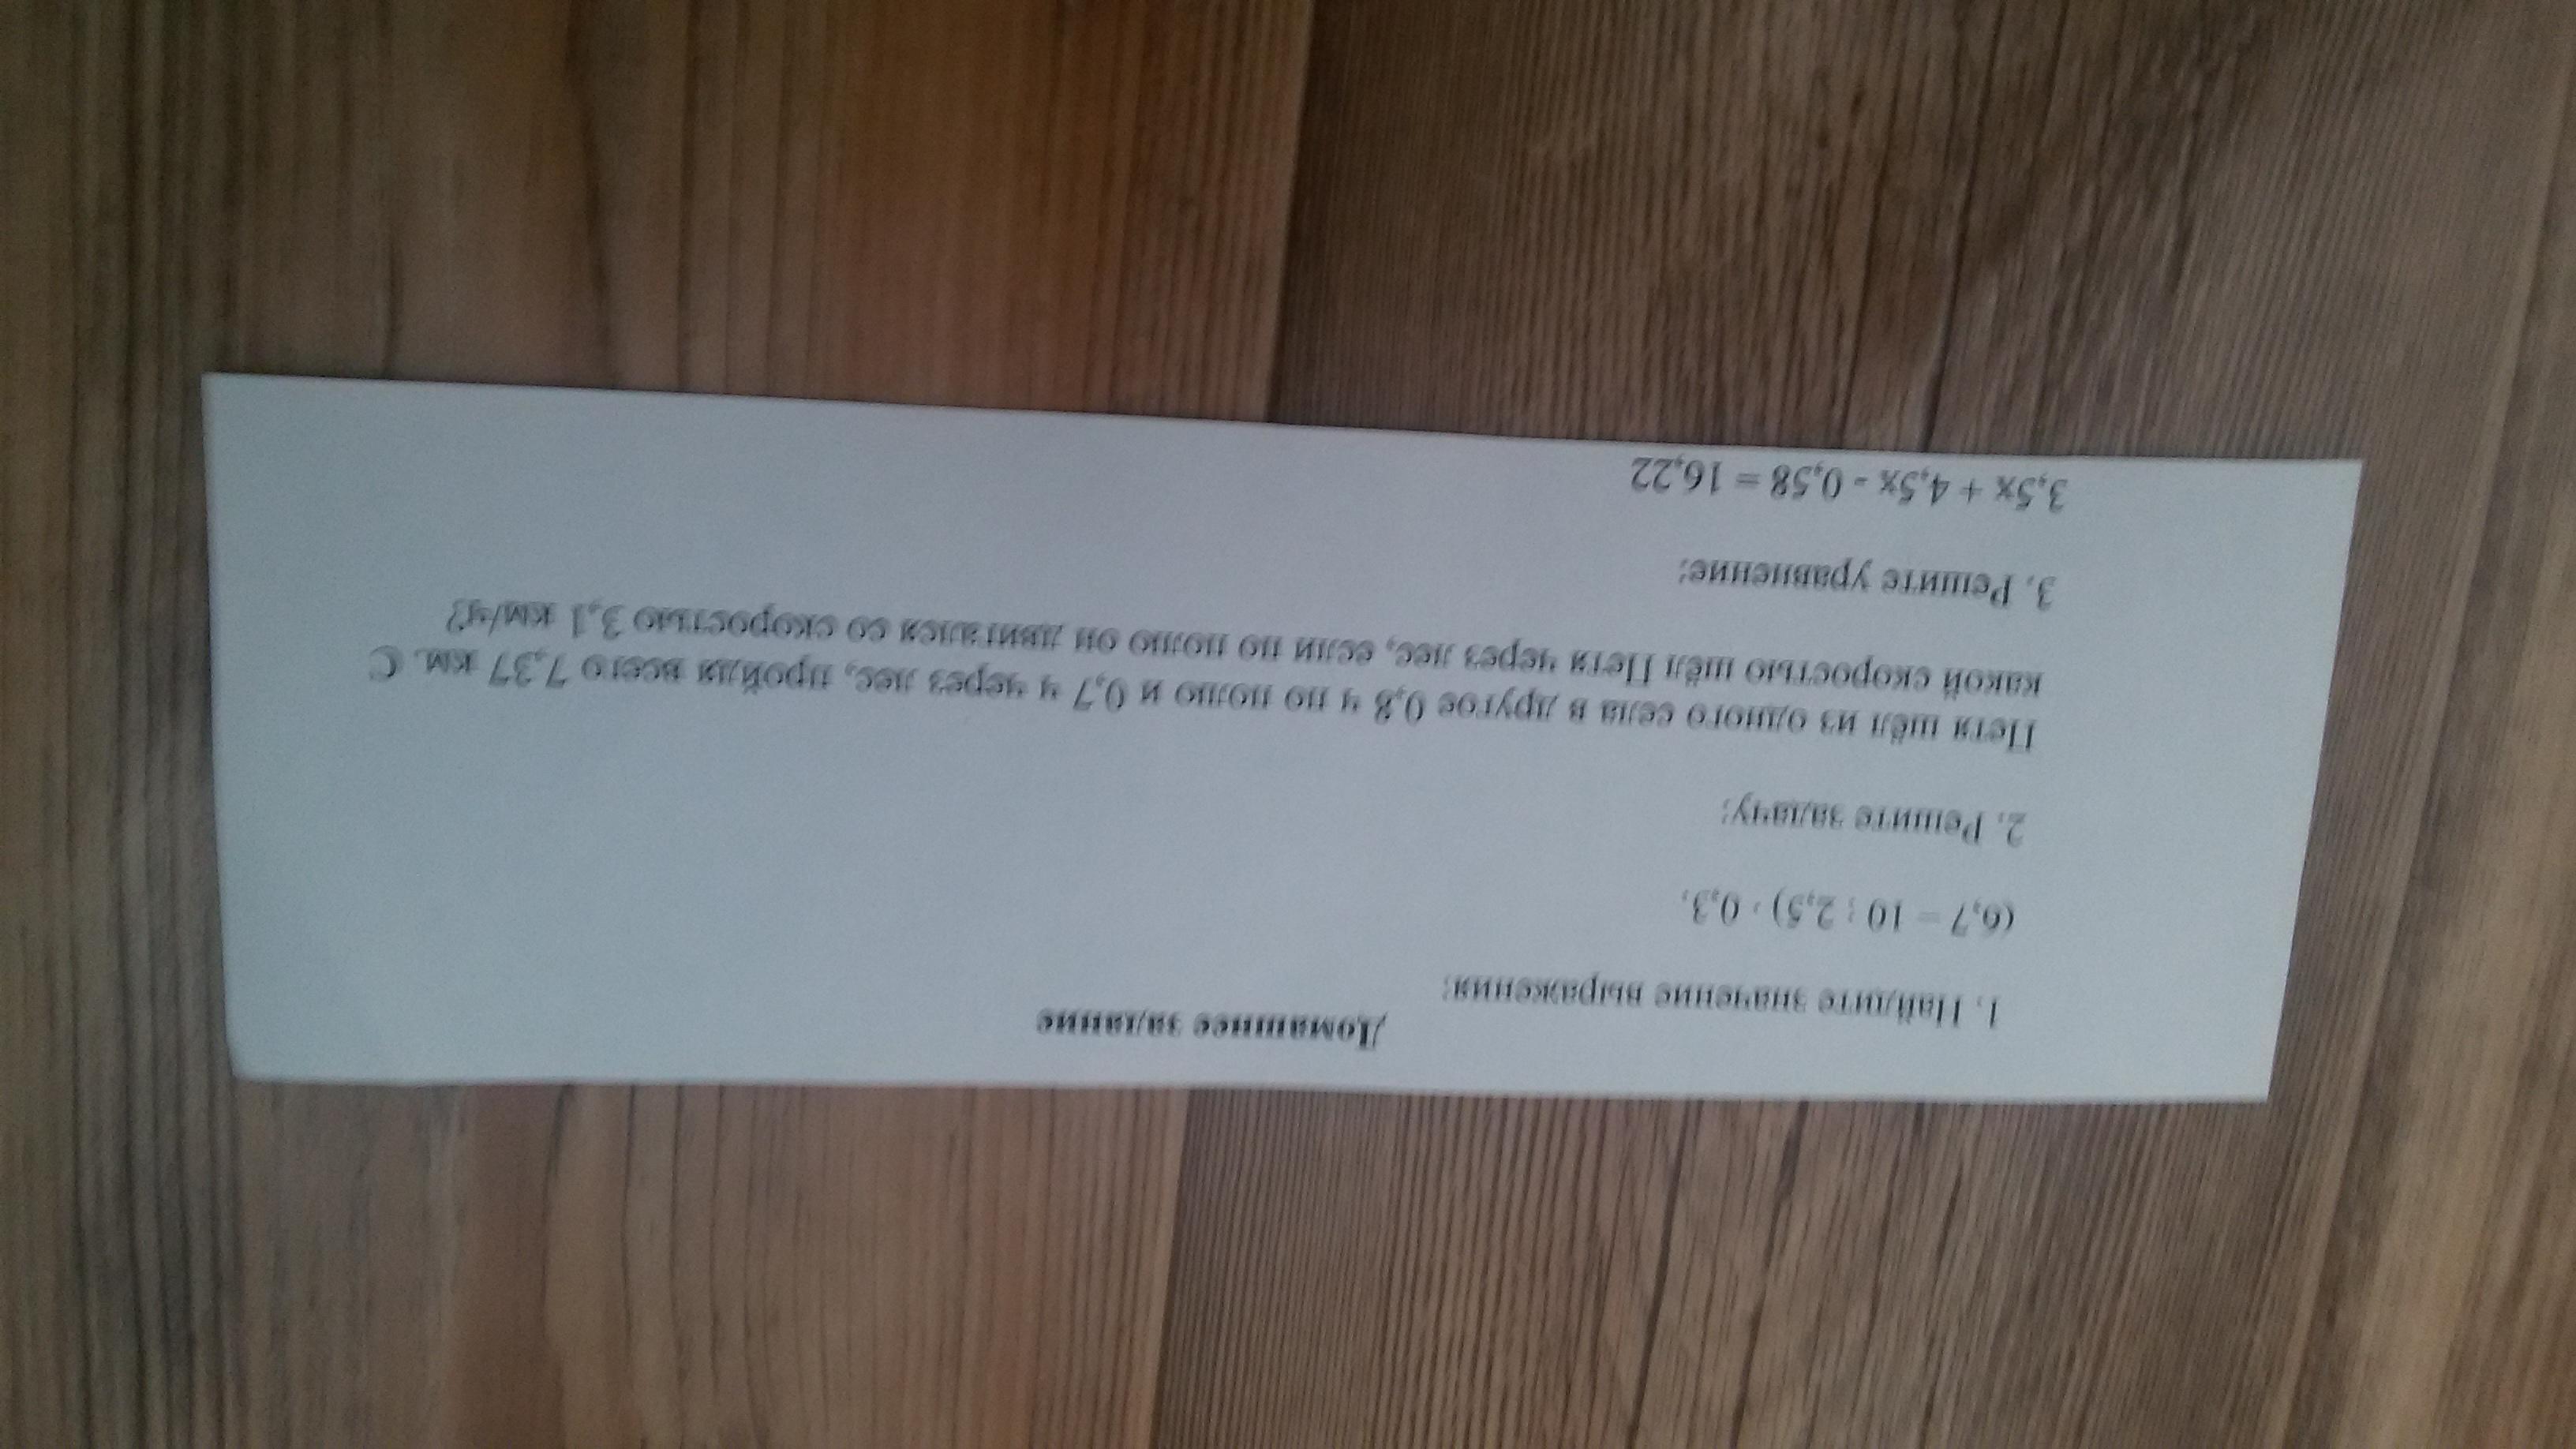 Домашнее задание
1. Найдите значение выражения:
(6,7 – 10 : 2,5) · 0,3.
2. Решите задачу:
Петя шёл из одного села в другое 0,8 ч по полю и 0,7 ч через лес, пройдя всего 7,37 км. С
какой скоростью шёл Петя через лес, если по полю он двигался со скоростью 3,1 км/ч?
3. Решите уравнение:
3,5x + 4,5x - 0,58 = 16,22